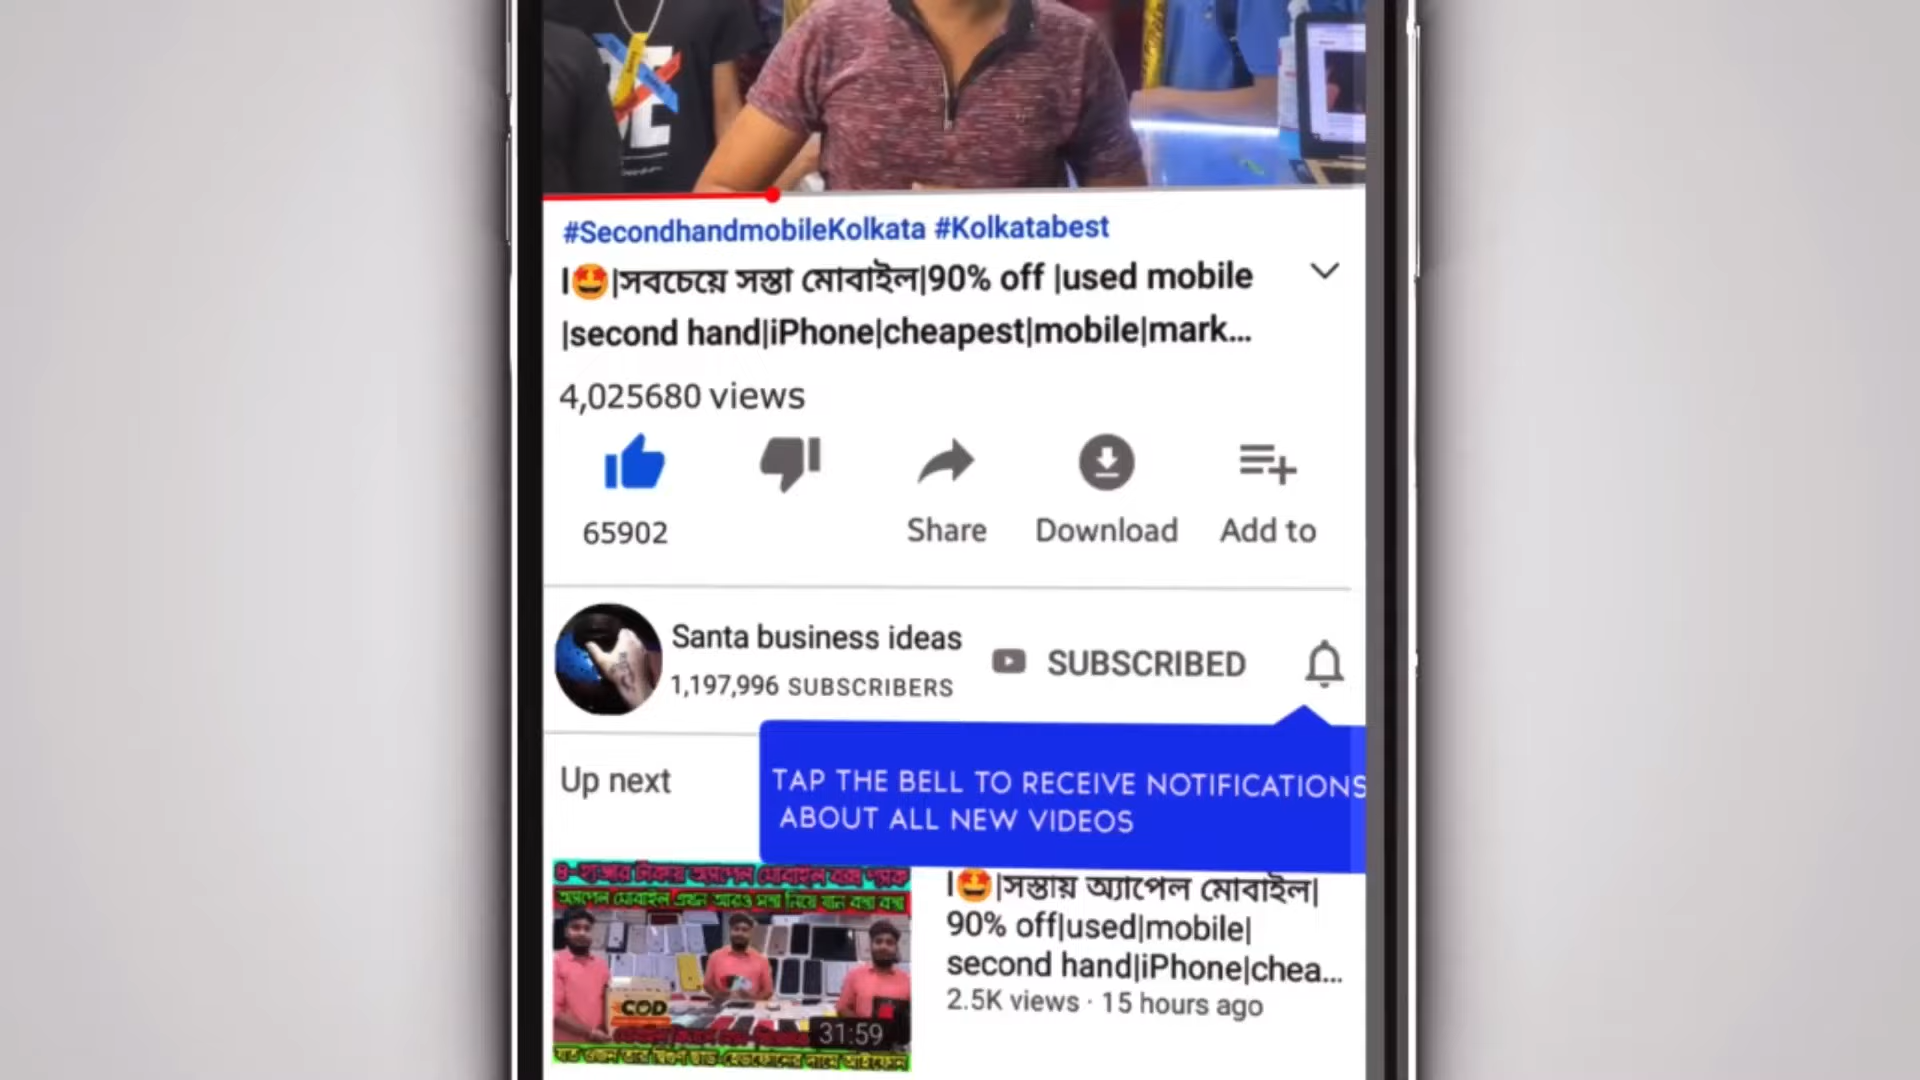 #SecondhandmobileKolkata #Kolkatabest
|🤩|সবচেয়ে সস্তা মোবাইল|90% off |used mobile
|second hand|iPhone|cheapest|mobile|mark...
4,025680 views
65902
Share
Download
Add to
Santa business ideas
SUBSCRIBED
1,197,996 SUBSCRIBERS
Up next
TAP THE BELL TO RECEIVE NOTIFICATIONS
ABOUT ALL NEW VIDEOS
|🤩|সস্তায় অ্যাপেল মোবাইল|
90% off|used|mobile|
second hand|iPhone|chea...
2.5K views · 15 hours ago
COD
31:59